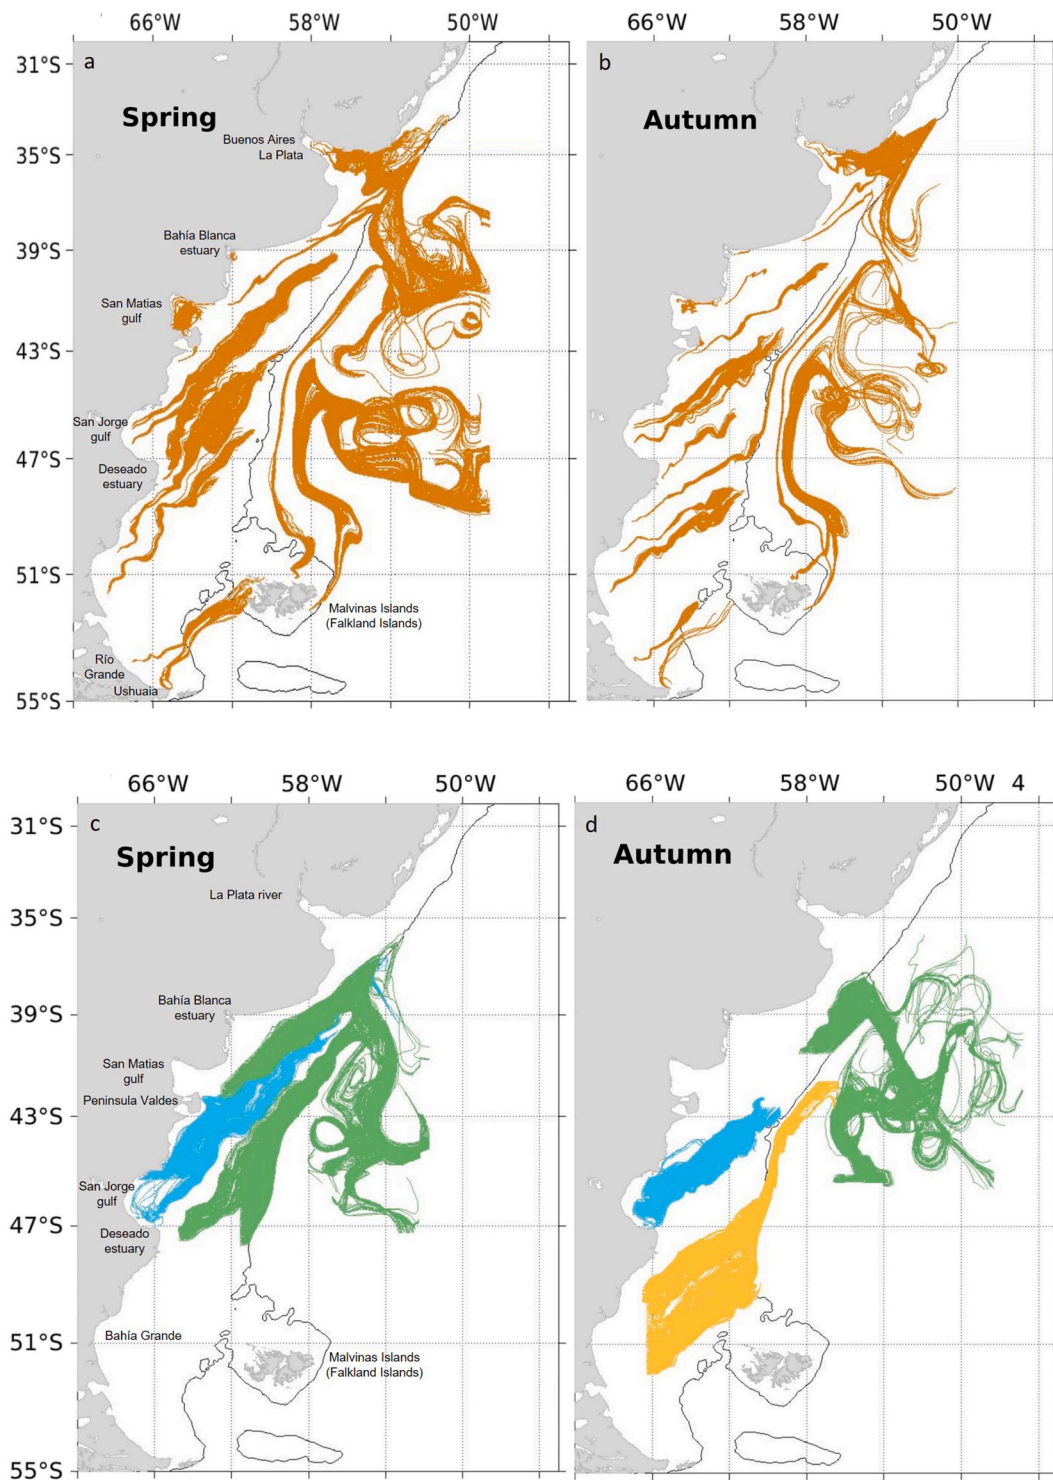 66°W 58°W 50°W
66°W 58°W 50°W
a
b
31°S
Spring
Autumn
Buenos Aires
La Plata
35°S
Bahía Blanca
estuary
39°S
San Matias
gulf
43°S
San Jorge
gulf
47°S
Deseado
estuary
51°S
Malvinas Islands
(Falkland Islands)
Río
Grande
Ushuaia
55°S
66°W 58°W 50°W
66°W 58°W 50°W 4
c
d
31°S
Spring
Autumn
La Plata river
35°S
Bahía Blanca
estuary
39°S
San Matias
gulf
Peninsula Valdes
43°S
San Jorge
gulf
47°S
Deseado
estuary
Bahía Grande
51°S
Malvinas Islands
(Falkland Islands)
55°S